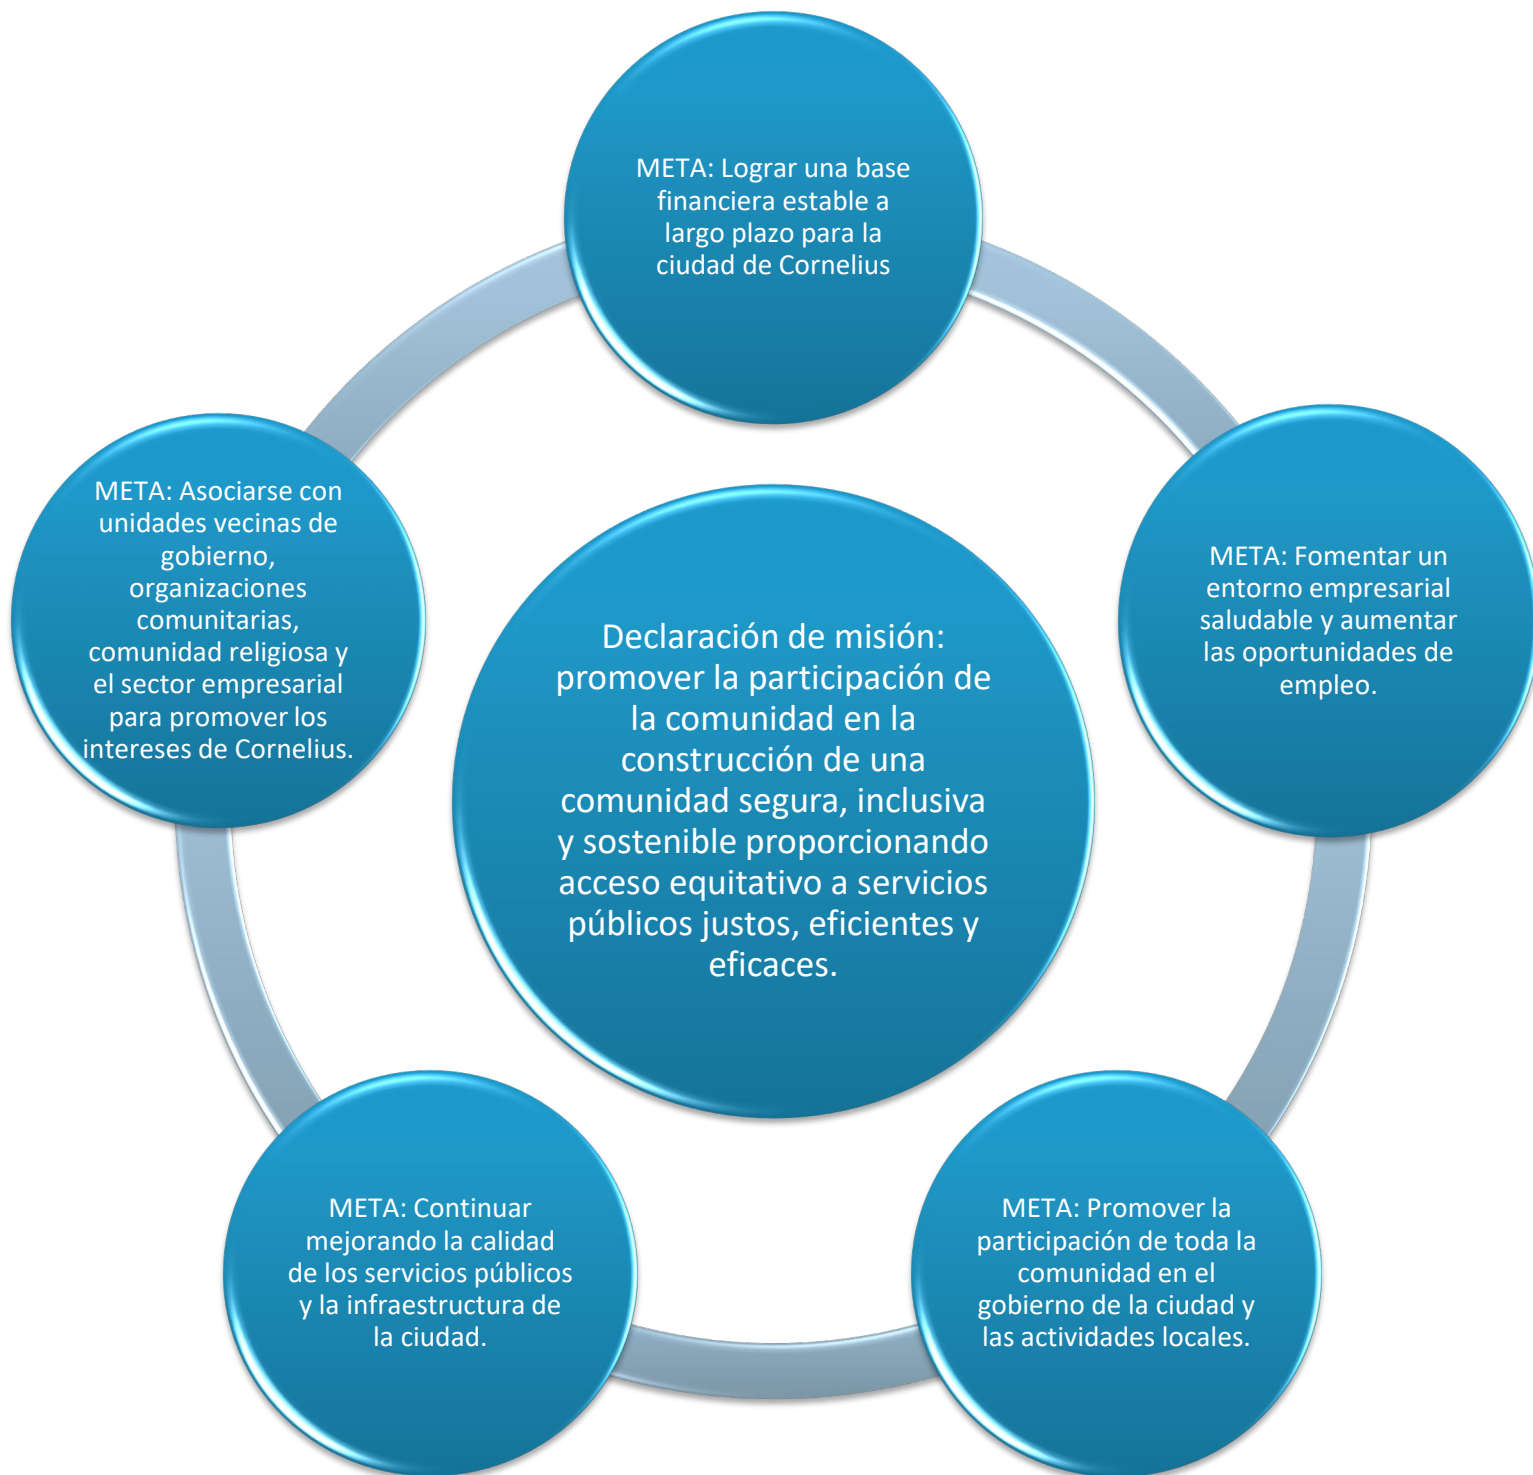 META: Lograr una base
financiera estable a
largo plazo para la
ciudad de Cornelius
META: Fomentar un
entorno empresarial
saludable y aumentar
las oportunidades de
empleo.
META: Promover la
participación de toda la
comunidad en el
gobierno de la ciudad y
las actividades locales.
META: Continuar
mejorando la calidad
de los servicios públicos
y la infraestructura de
la ciudad.
META: Asociarse con
unidades vecinas de
gobierno,
organizaciones
comunitarias,
comunidad religiosa y
el sector empresarial
para promover los
intereses de Cornelius.
Declaración de misión:
promover la participación de
la comunidad en la
construcción de una
comunidad segura, inclusiva
y sostenible proporcionando
acceso equitativo a servicios
públicos justos, eficientes y
eficaces.